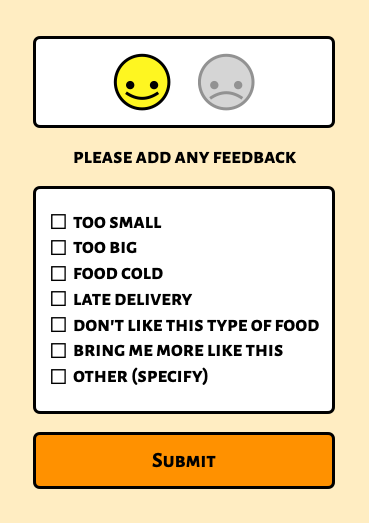 PLEASE ADD ANY FEEDBACK
TOO SMALL
TOO BIG
FOOD COLD
LATE DELIVERY
DON'T LIKE THIS TYPE OF FOOD
BRING ME MORE LIKE THIS
OTHER (SPECIFY)
Submit